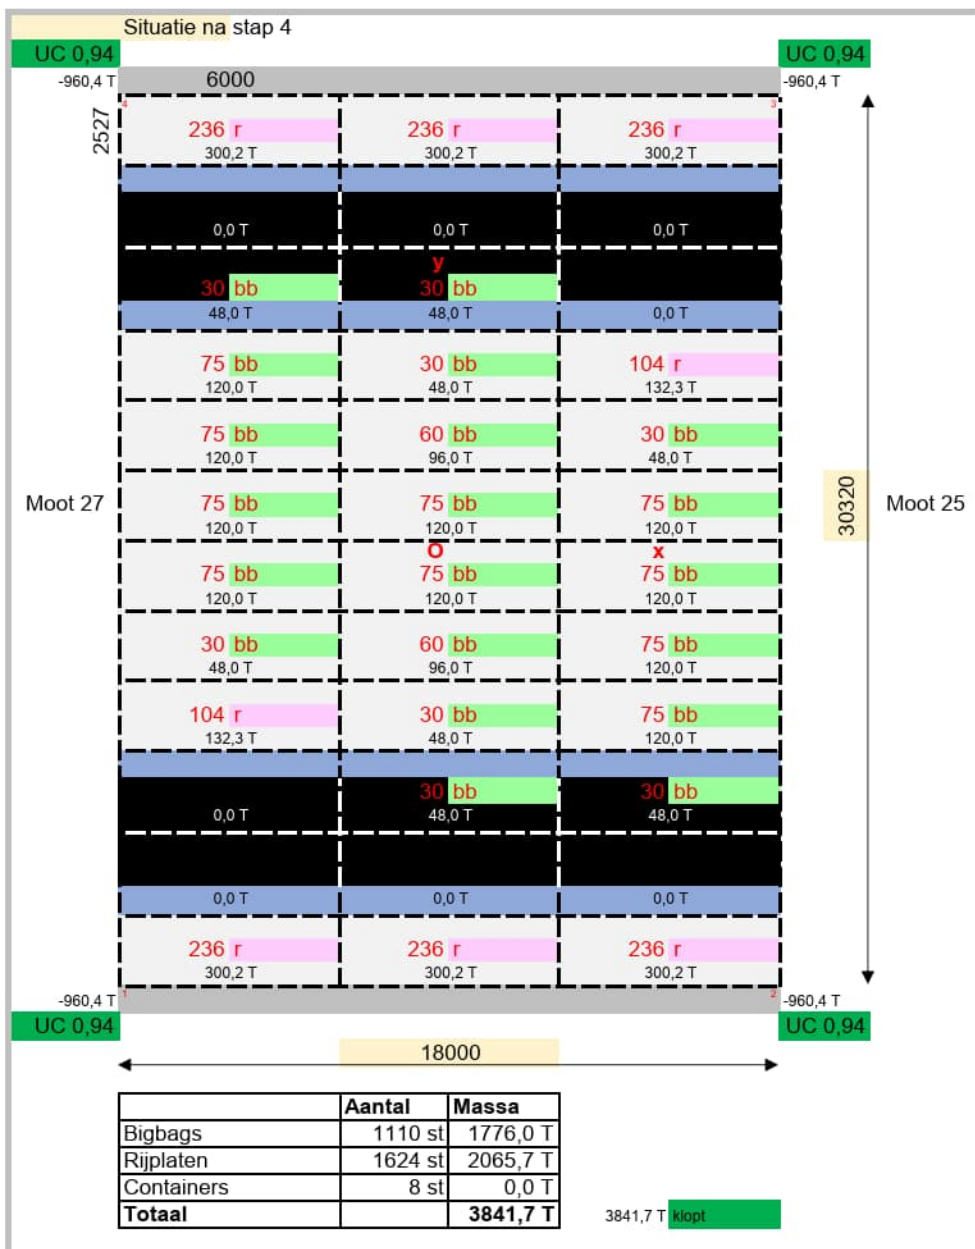 Situatie na stap 4
UC 0,94 UC 0,94
-960,4 T 6000 -960,4 T
4 3
2527
236 r 236 r 236 r
300,2 T 300,2 T 300,2 T
0,0 T 0,0 T 0,0 T
y
30 bb 30 bb
48,0 T 48,0 T 0,0 T
75 bb 30 bb 104 r
120,0 T 48,0 T 132,3 T
75 bb 60 bb 30 bb
120,0 T 96,0 T 48,0 T
Moot 27 75 bb 75 bb 75 bb 30320 Moot 25
120,0 T 120,0 T 120,0 T
O x
75 bb 75 bb 75 bb
120,0 T 120,0 T 120,0 T
30 bb 60 bb 75 bb
48,0 T 96,0 T 120,0 T
104 r 30 bb 75 bb
132,3 T 48,0 T 120,0 T
30 bb 30 bb
0,0 T 48,0 T 48,0 T
0,0 T 0,0 T 0,0 T
236 r 236 r 236 r
300,2 T 300,2 T 300,2 T
-960,4 T 1 2 -960,4 T
UC 0,94 UC 0,94
18000
Aantal Massa
Bigbags 1110 st 1776,0 T
Rijplaten 1624 st 2065,7 T
Containers 8 st 0,0 T
Totaal 3841,7 T 3841,7 T klopt